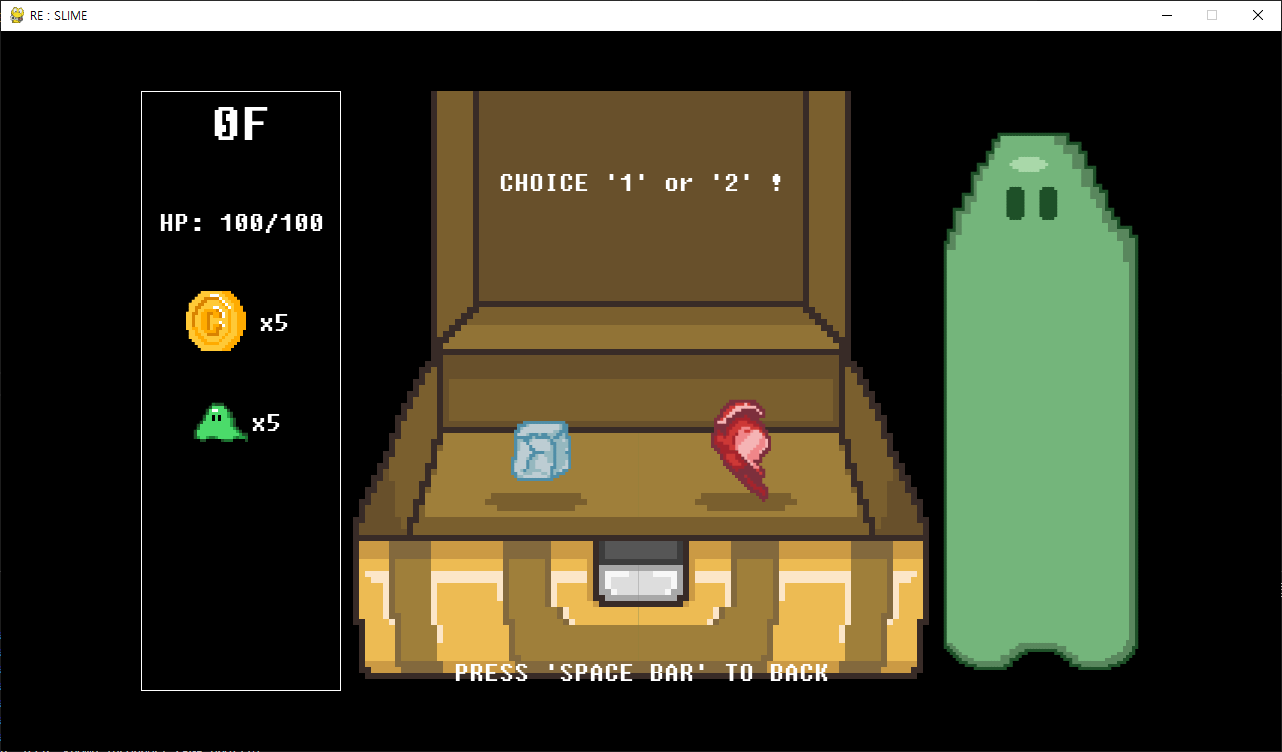 RE : SLIME
0F
HP: 100/100
x5
x5
CHOICE '1' or '2' !
PRESS 'SPACE BAR' TO BACK